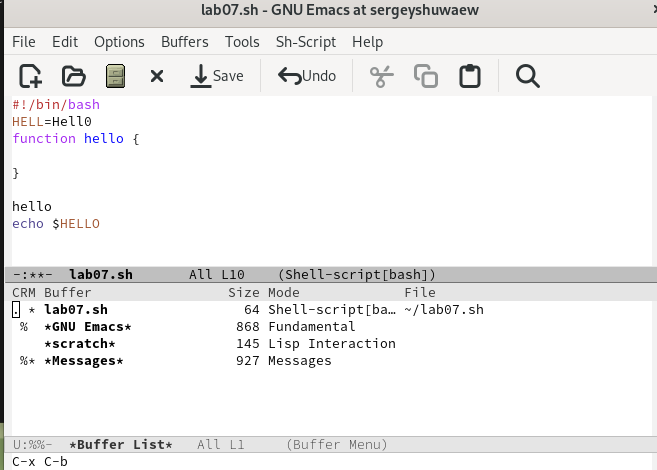 lab07.sh - GNU Emacs at sergeyshuwaew
File Edit Options Buffers Tools Sh-Script Help
Save Undo
#!/bin/bash
HELL=Hell0
function hello {
}
hello
echo $HELLO
-:**- lab07.sh All L10 (Shell-script[bash])
CRM Buffer Size Mode File
. * lab07.sh 64 Shell-script[ba… ~/lab07.sh
% *GNU Emacs* 868 Fundamental
*scratch* 145 Lisp Interaction
%* *Messages* 927 Messages
U:%%- *Buffer List* All L1 (Buffer Menu)
C-x C-b